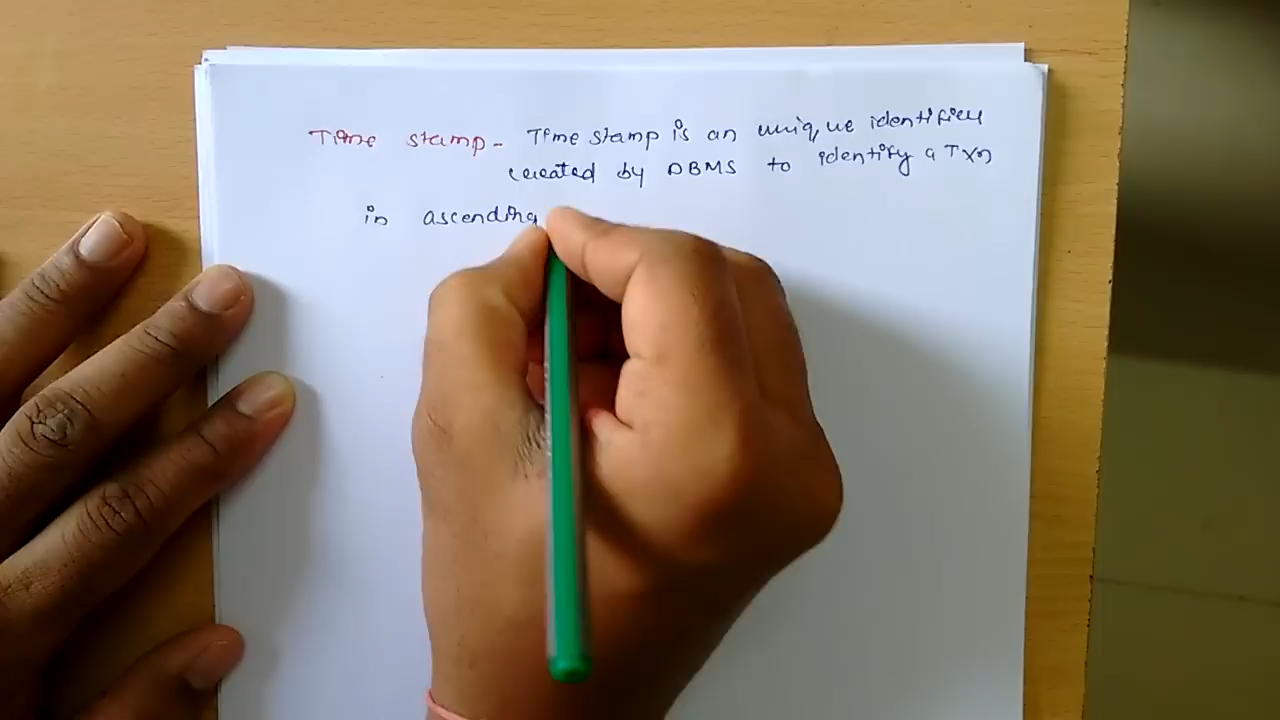 Time stamp - Time stamp is an unique identifier
created by DBMS to identify a Txn
in ascending